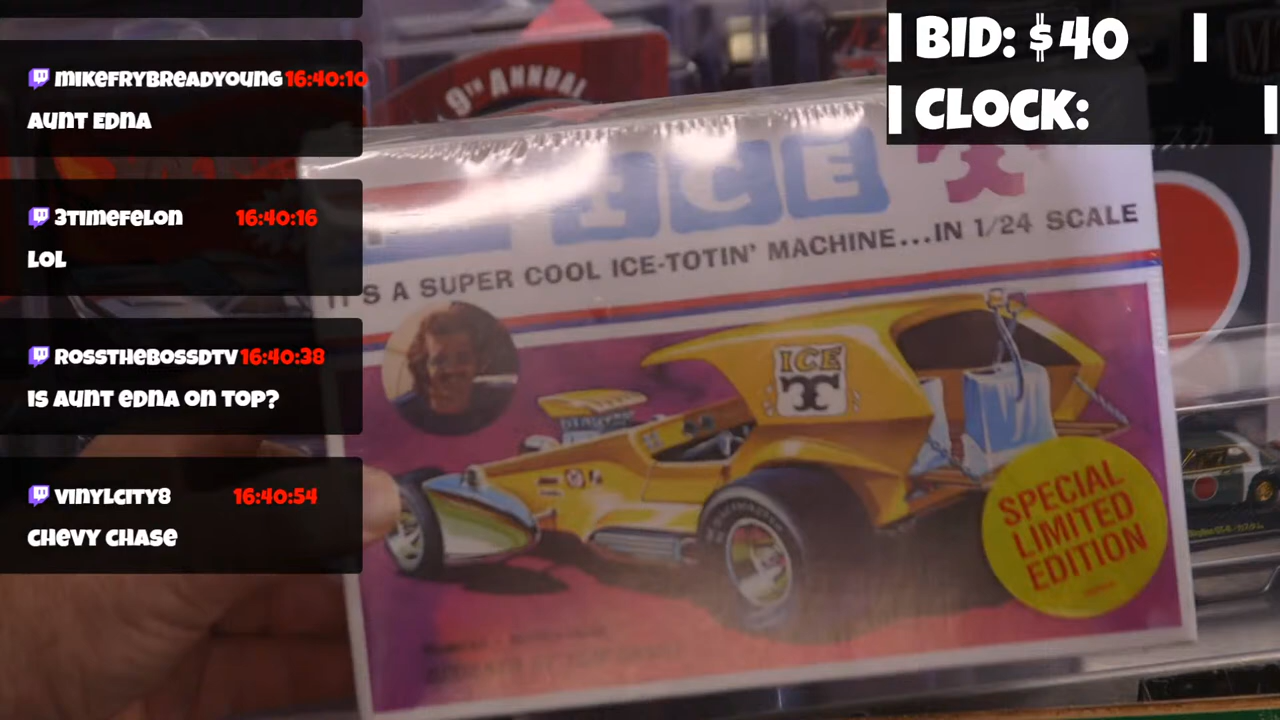 MIKEFRYBREADYOUNG 16:40:10
AUNT EDNA
3TIMEFELON 16:40:16
LOL
ROSSTHEBOSSDTV 16:40:38
IS AUNT EDNA ON TOP?
VINYLCITY8 16:40:54
CHEVY CHASE
| BID: $40 |
| CLOCK: |
9TH ANNUAL
ICE T
IT'S A SUPER COOL ICE-TOTIN' MACHINE...IN 1/24 SCALE
ICE
T
SPECIAL
LIMITED
EDITION